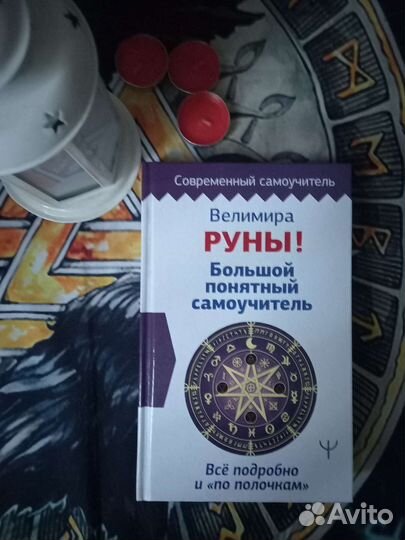 Современный самоучитель
Велимира
РУНЫ!
Большой
понятный
самоучитель
Всё подробно
и «по полочкам»
Avito